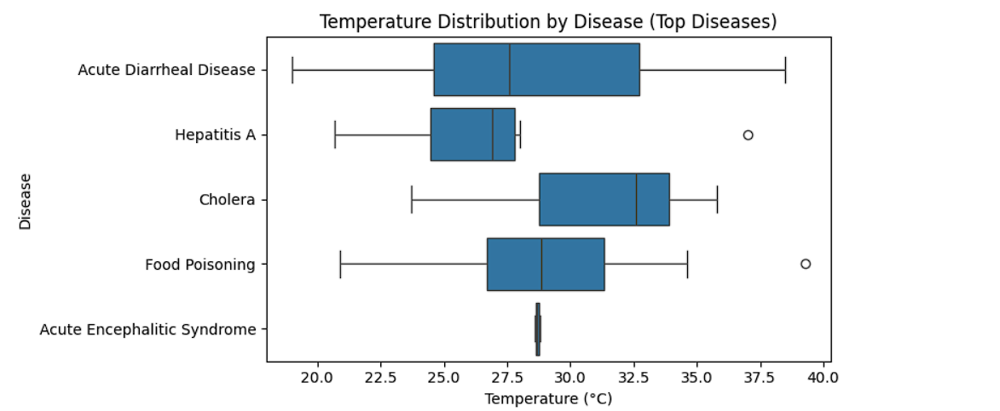 Temperature Distribution by Disease (Top Diseases)
Disease
Acute Diarrheal Disease
Hepatitis A
Cholera
Food Poisoning
Acute Encephalitic Syndrome
20.0 22.5 25.0 27.5 30.0 32.5 35.0 37.5 40.0
Temperature (°C)